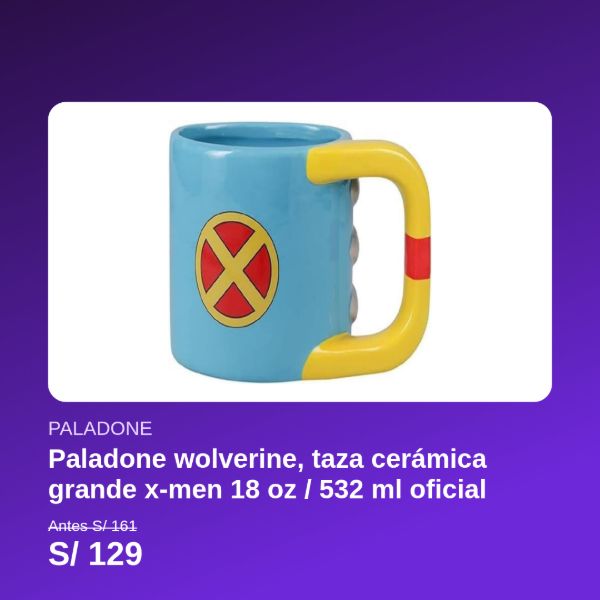 PALADONE
Paladone wolverine, taza cerámica
grande x-men 18 oz / 532 ml oficial
Antes S/ 161
S/ 129